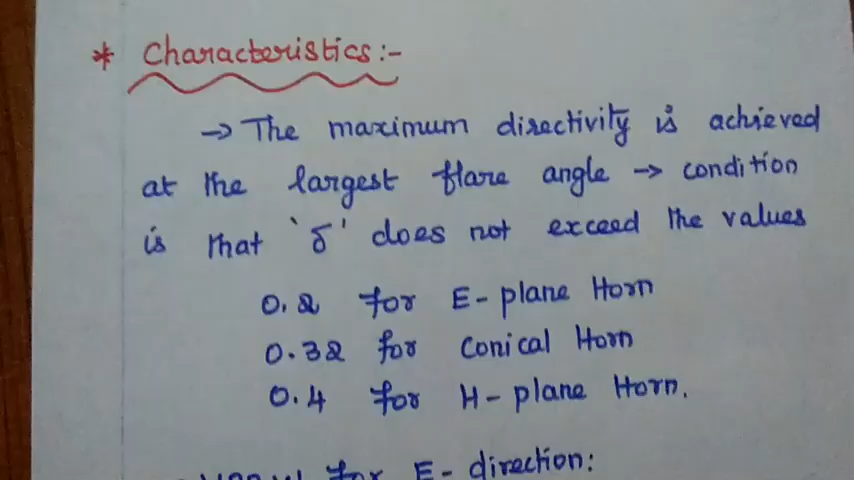 * Characteristics:-
→ The maximum directivity is achieved
at the largest flare angle → condition
is that 'δ' does not exceed the values
0.2 for E-plane Horn
0.32 for Conical Horn
0.4 for H-plane Horn.
for E-direction: